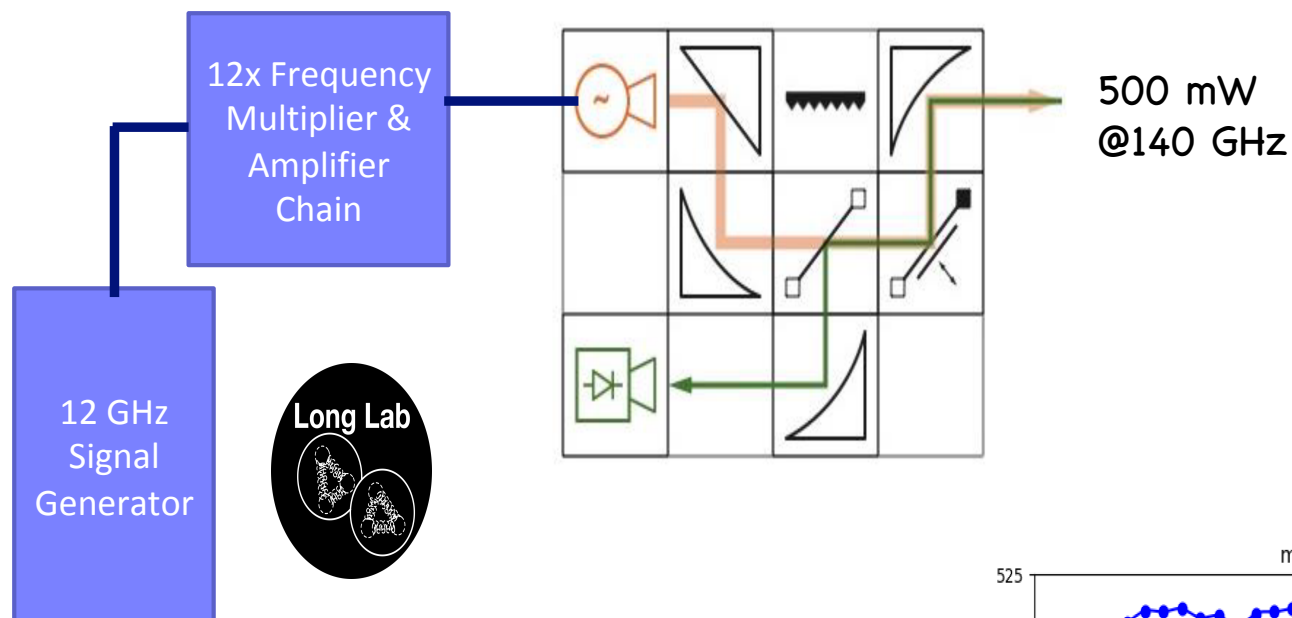 12x Frequency
Multiplier &
Amplifier
Chain
12 GHz
Signal
Generator
~
500 mW
@140 GHz
Long Lab
525
m